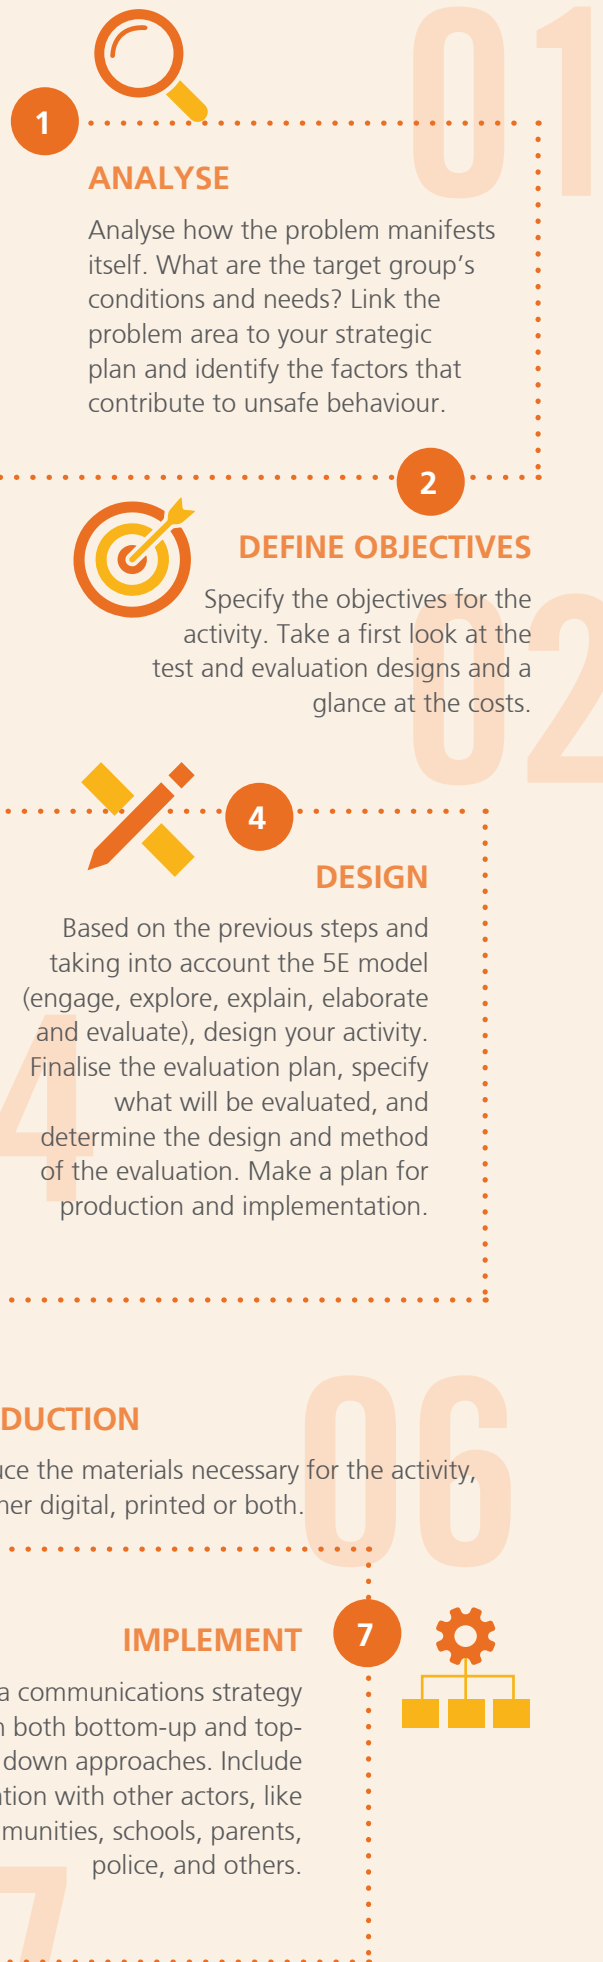 01
1
ANALYSE
Analyse how the problem manifests
itself. What are the target group's
conditions and needs? Link the
problem area to your strategic
plan and identify the factors that
contribute to unsafe behaviour.
2
DEFINE OBJECTIVES
Specify the objectives for the
activity. Take a first look at the
test and evaluation designs and a
glance at the costs.
02
4
DESIGN
Based on the previous steps and
taking into account the 5E model
(engage, explore, explain, elaborate
and evaluate), design your activity.
Finalise the evaluation plan, specify
what will be evaluated, and
determine the design and method
of the evaluation. Make a plan for
production and implementation.
4
06
DUCTION
uce the materials necessary for the activity,
her digital, printed or both.
IMPLEMENT
7
a communications strategy
h both bottom-up and top-
down approaches. Include
ation with other actors, like
munities, schools, parents,
police, and others.
7